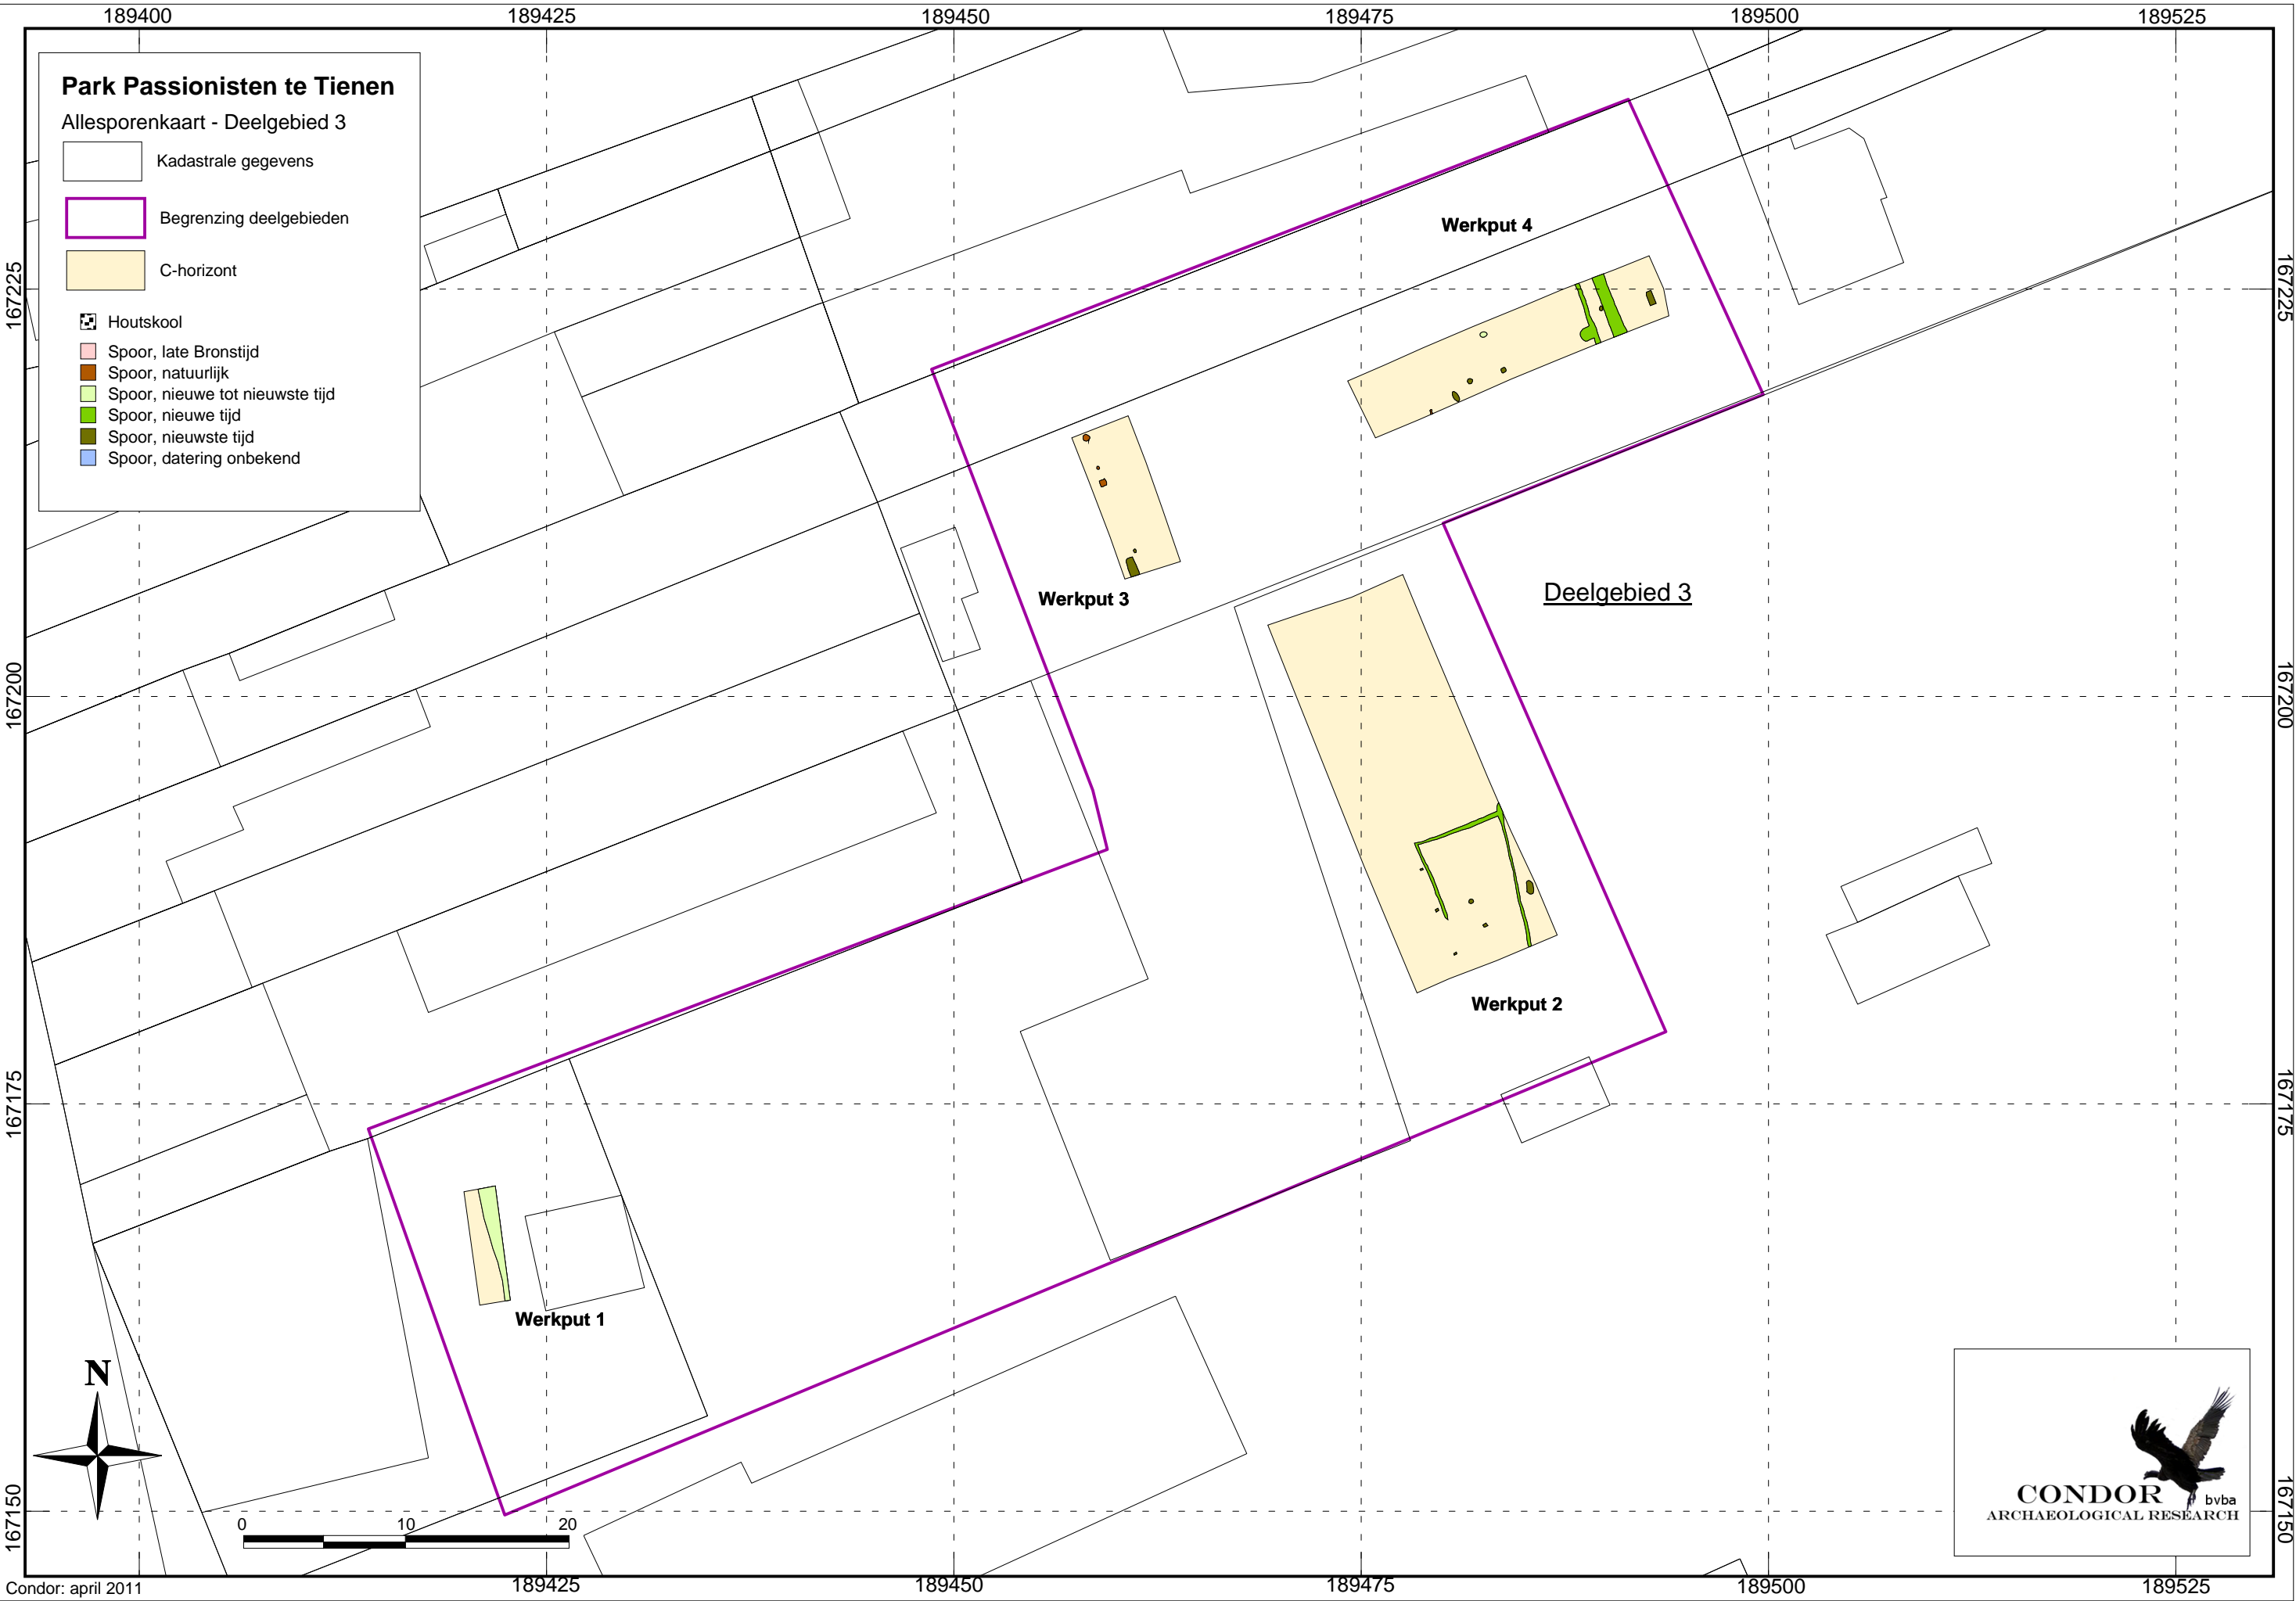 189400 189425 189450 189475 189500 189525
Park Passionisten te Tienen
Allesporenkaart - Deelgebied 3
Kadastrale gegevens
Begrenzing deelgebieden
C-horizont
Houtskool
Spoor, late Bronstijd
Spoor, natuurlijk
Spoor, nieuwe tot nieuwste tijd
Spoor, nieuwe tijd
Spoor, nieuwste tijd
Spoor, datering onbekend
Werkput 4
167225 167225
Werkput 3
Deelgebied 3
167200 167200
Werkput 2
167175 167175
Werkput 1
N
0 10 20
167150 167150
CONDOR bvba
ARCHAEOLOGICAL RESEARCH
Condor: april 2011
189425 189450 189475 189500 189525